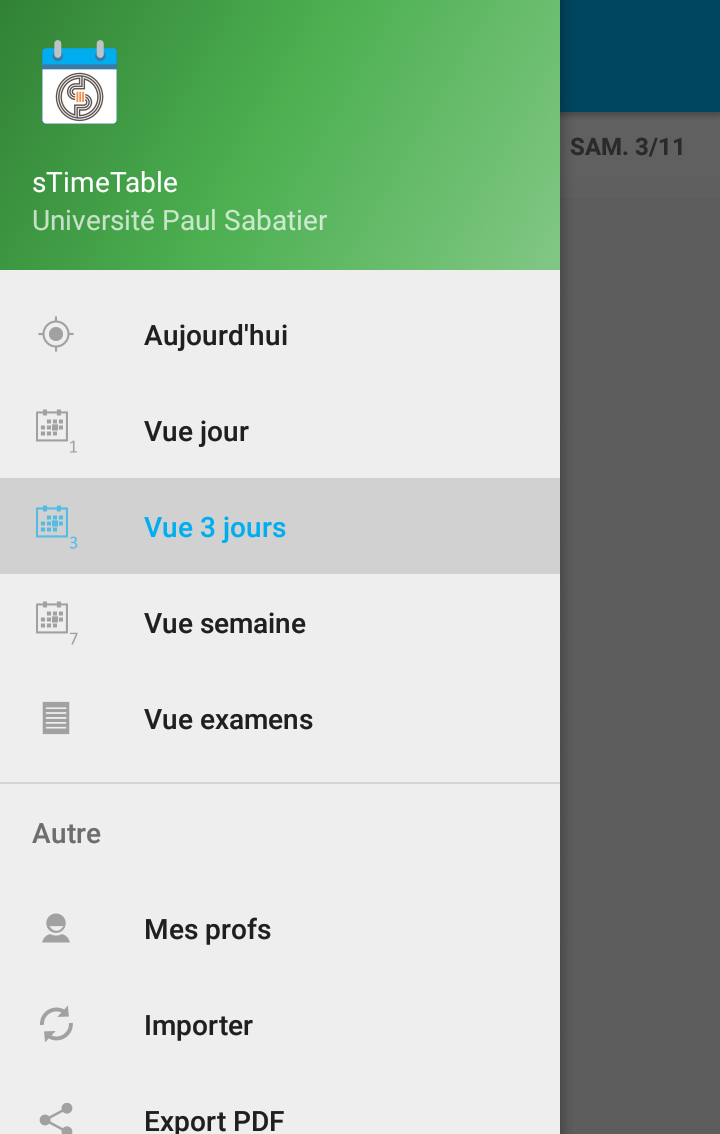 sTimeTable
Université Paul Sabatier
SAM. 3/11
Aujourd'hui
1
Vue jour
3
Vue 3 jours
7
Vue semaine
Vue examens
Autre
Mes profs
Importer
Export PDF